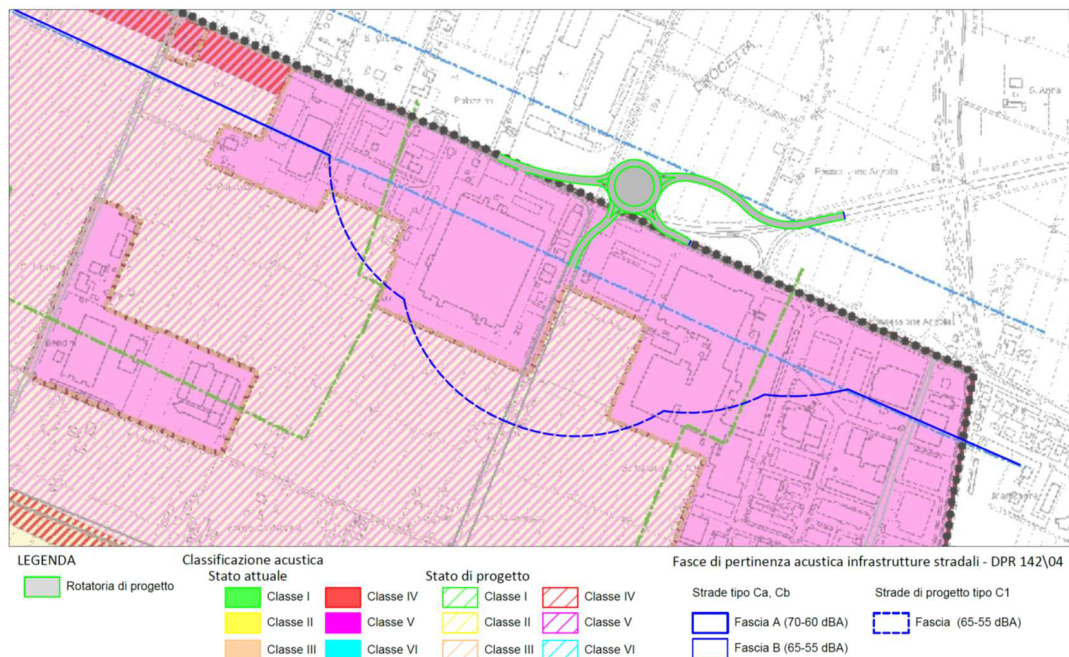 CROCETTA
LEGENDA
Rotatoria di progetto
Classificazione acustica
Stato attuale
Classe I
Classe IV
Classe II
Classe V
Classe III
Classe VI
Stato di progetto
Classe I
Classe IV
Classe II
Classe V
Classe III
Classe VI
Fasce di pertinenza acustica infrastrutture stradali - DPR 142\04
Strade tipo Ca, Cb
Fascia A (70-60 dBA)
Fascia B (65-55 dBA)
Strade di progetto tipo C1
Fascia (65-55 dBA)